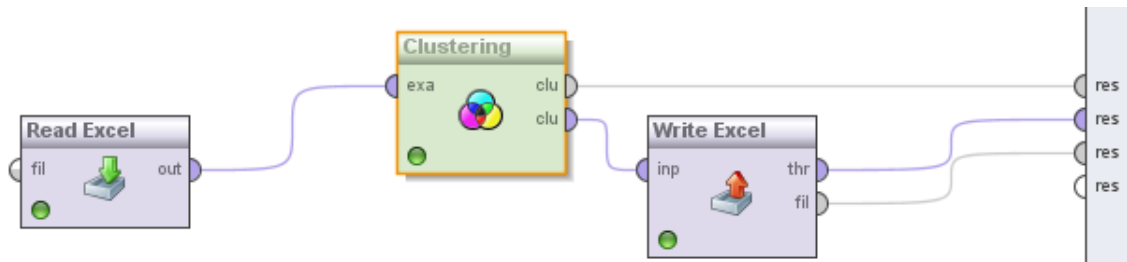 Clustering
exa
clu
clu
Read Excel
fil
out
Write Excel
inp
thr
fil
res
res
res
res